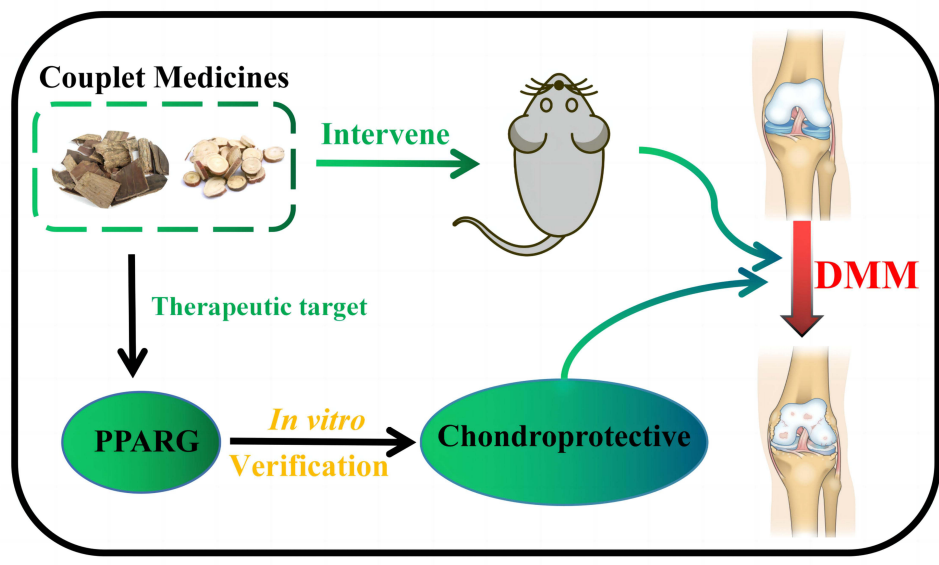 Couplet Medicines
Intervene
DMM
Therapeutic target
PPARG
In vitro
Verification
Chondroprotective